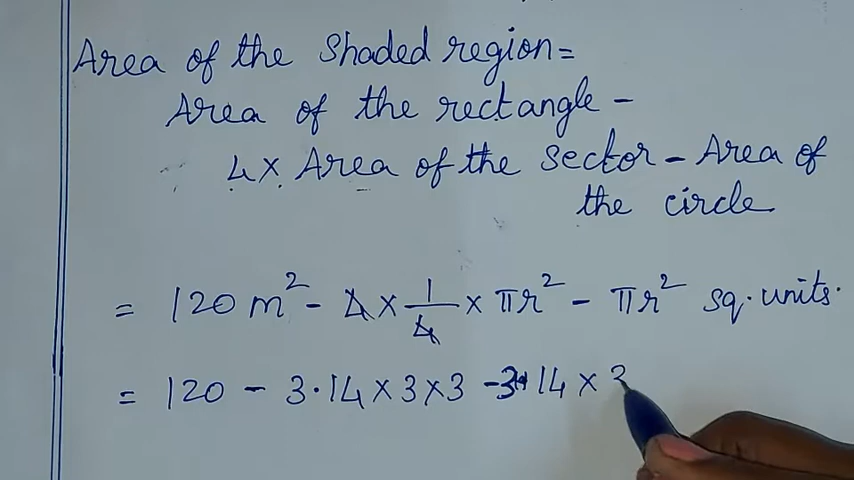 Area of the shaded region =
Area of the rectangle -
4 × Area of the sector - Area of
the circle
= 120 m² - 4 × 1/4 × πr² - πr² sq. units.
= 120 - 3.14 × 3 × 3 - 3.14 × 3